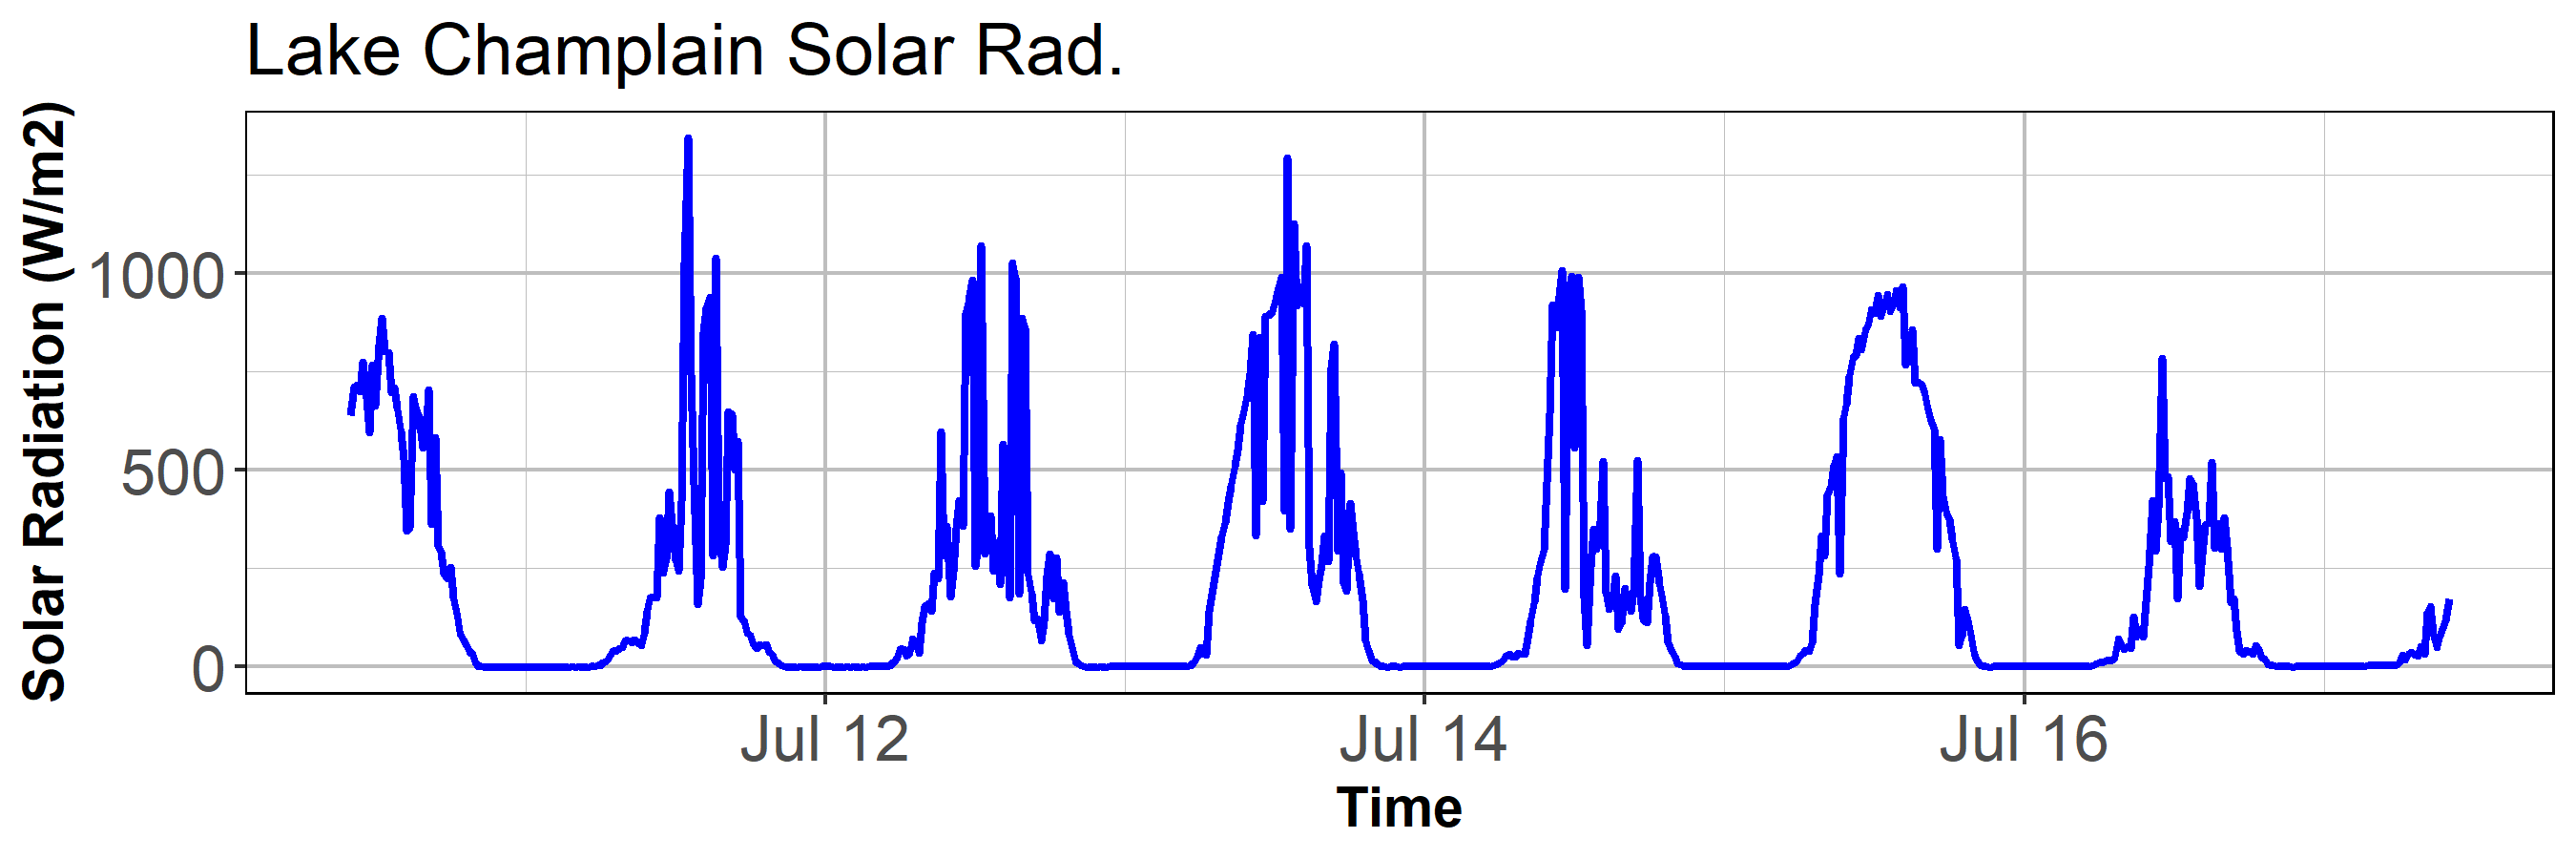 Lake Champlain Solar Rad.
Solar Radiation (W/m2)
1000
500
0
Jul 12
Jul 14
Jul 16
Time